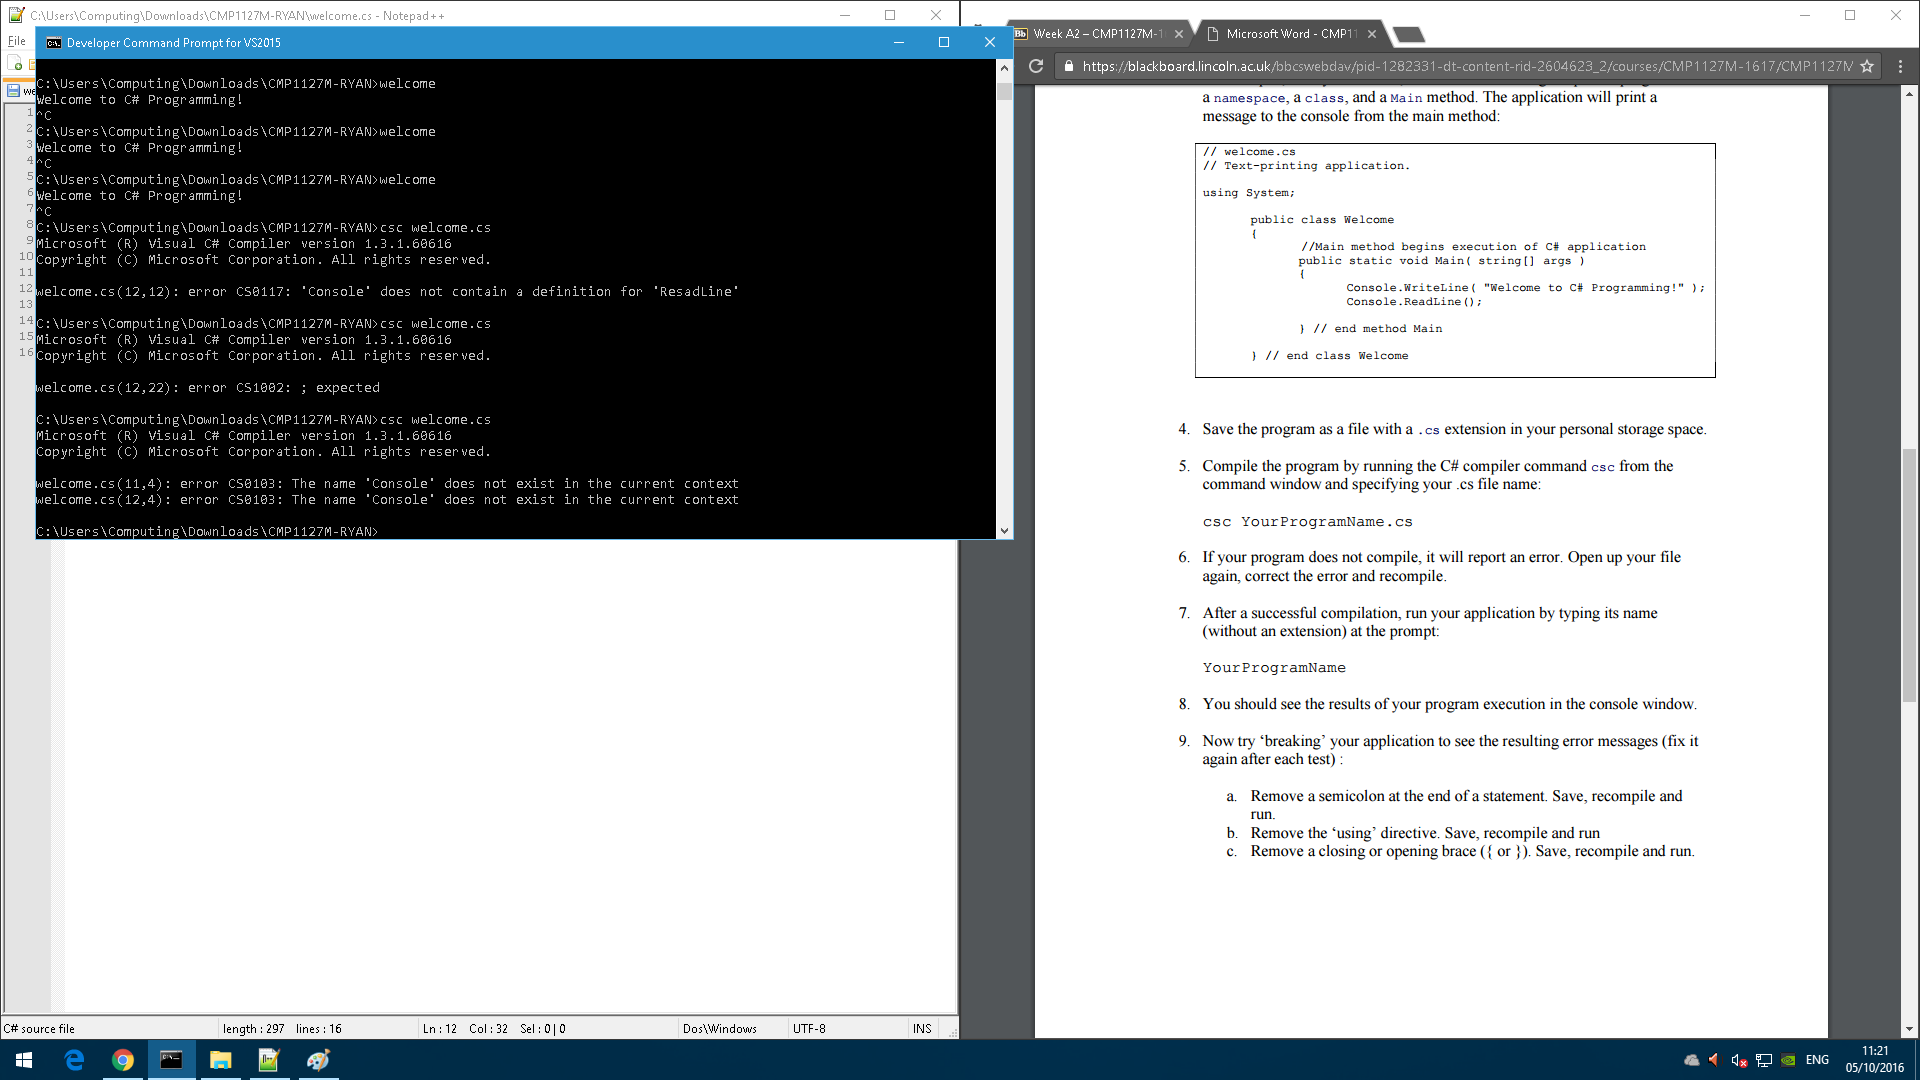 C:\Users\Computing\Downloads\CMP1127M-RYAN\welcome.cs - Notepad++
File
Developer Command Prompt for VS2015
C:\Users\Computing\Downloads\CMP1127M-RYAN>welcome
Welcome to C# Programming!
^C
C:\Users\Computing\Downloads\CMP1127M-RYAN>welcome
Welcome to C# Programming!
^C
C:\Users\Computing\Downloads\CMP1127M-RYAN>welcome
Welcome to C# Programming!
^C
C:\Users\Computing\Downloads\CMP1127M-RYAN>csc welcome.cs
Microsoft (R) Visual C# Compiler version 1.3.1.60616
Copyright (C) Microsoft Corporation. All rights reserved.
welcome.cs(12,12): error CS0117: 'Console' does not contain a definition for 'ResadLine'
C:\Users\Computing\Downloads\CMP1127M-RYAN>csc welcome.cs
Microsoft (R) Visual C# Compiler version 1.3.1.60616
Copyright (C) Microsoft Corporation. All rights reserved.
welcome.cs(12,22): error CS1002: ; expected
C:\Users\Computing\Downloads\CMP1127M-RYAN>csc welcome.cs
Microsoft (R) Visual C# Compiler version 1.3.1.60616
Copyright (C) Microsoft Corporation. All rights reserved.
welcome.cs(11,4): error CS0103: The name 'Console' does not exist in the current context
welcome.cs(12,4): error CS0103: The name 'Console' does not exist in the current context
C:\Users\Computing\Downloads\CMP1127M-RYAN>
we
1
2
3
4
5
6
7
8
9
10
11
12
13
14
15
16
C# source file
length : 297 lines : 16
Ln : 12 Col : 32 Sel : 0 | 0
Dos\Windows
UTF-8
INS
Bb Week A2 – CMP1127M-1
Microsoft Word - CMP11
https://blackboard.lincoln.ac.uk/bbcswebdav/pid-1282331-dt-content-rid-2604623_2/courses/CMP1127M-1617/CMP1127M
a namespace, a class, and a Main method. The application will print a
message to the console from the main method:
// welcome.cs
// Text-printing application.
using System;
public class Welcome
{
//Main method begins execution of C# application
public static void Main( string[] args )
{
Console.WriteLine( "Welcome to C# Programming!" );
Console.ReadLine();
} // end method Main
} // end class Welcome
4. Save the program as a file with a .cs extension in your personal storage space.
5. Compile the program by running the C# compiler command csc from the
command window and specifying your .cs file name:
csc YourProgramName.cs
6. If your program does not compile, it will report an error. Open up your file
again, correct the error and recompile.
7. After a successful compilation, run your application by typing its name
(without an extension) at the prompt:
YourProgramName
8. You should see the results of your program execution in the console window.
9. Now try ‘breaking’ your application to see the resulting error messages (fix it
again after each test) :
a. Remove a semicolon at the end of a statement. Save, recompile and
run.
b. Remove the ‘using’ directive. Save, recompile and run
c. Remove a closing or opening brace ({ or }). Save, recompile and run.
ENG
11:21
05/10/2016